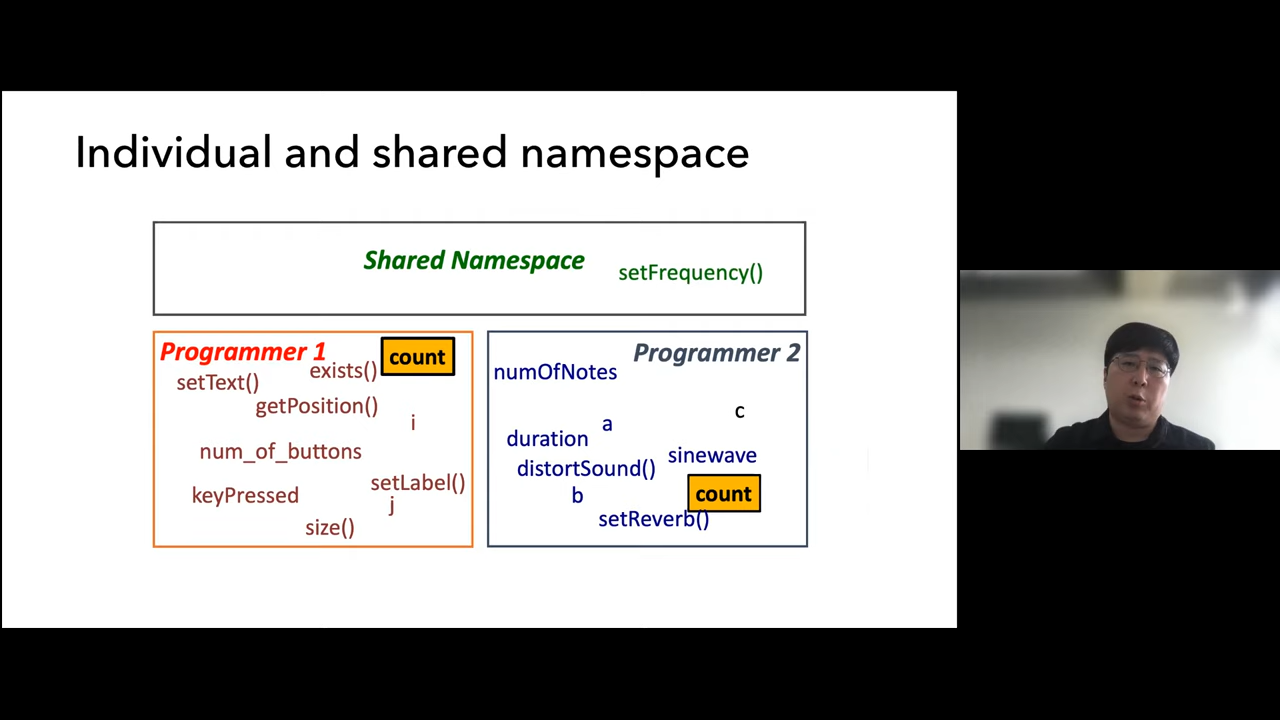 Individual and shared namespace
Shared Namespace
setFrequency()
Programmer 1
count
exists()
setText()
getPosition()
i
num_of_buttons
setLabel()
keyPressed
j
size()
Programmer 2
numOfNotes
c
a
duration
sinewave
distortSound()
b
count
setReverb()